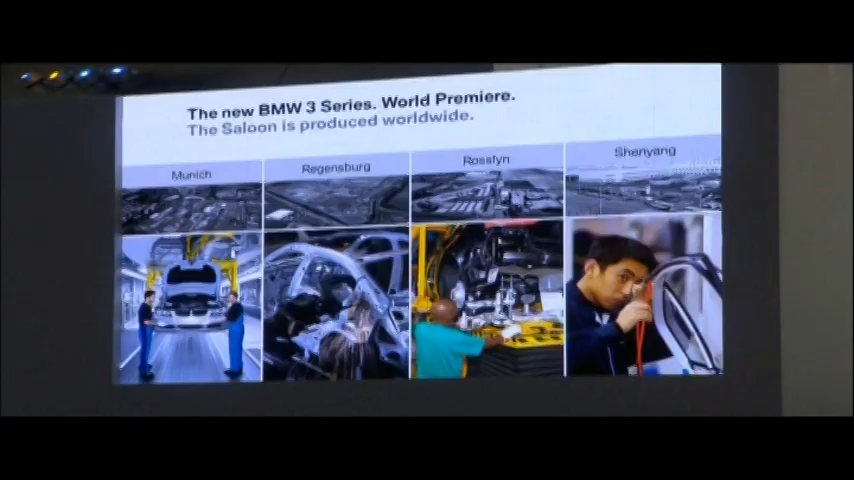 The new BMW 3 Series. World Premiere.
The Saloon is produced worldwide.
Munich
Regensburg
Rosslyn
Shenyang